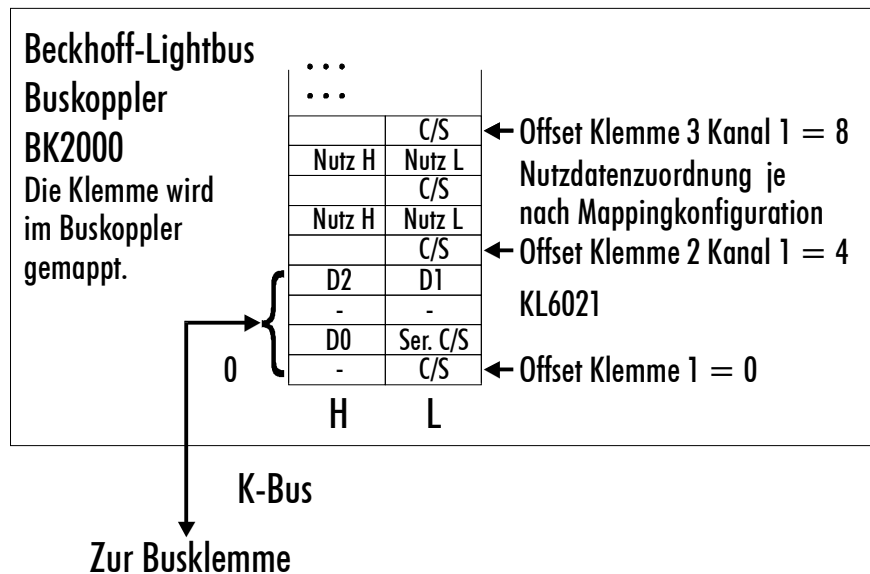 Beckhoff-Lightbus
Buskoppler
BK2000
Die Klemme wird
im Buskoppler
gemappt.
...
...
C/S
Offset Klemme 3 Kanal 1 = 8
Nutz H Nutz L
Nutzdatenzuordnung je
C/S
nach Mappingkonfiguration
Nutz H Nutz L
C/S
Offset Klemme 2 Kanal 1 = 4
D2 D1
- -
KL6021
D0 Ser. C/S
0
- C/S
Offset Klemme 1 = 0
H L
K-Bus
Zur Busklemme